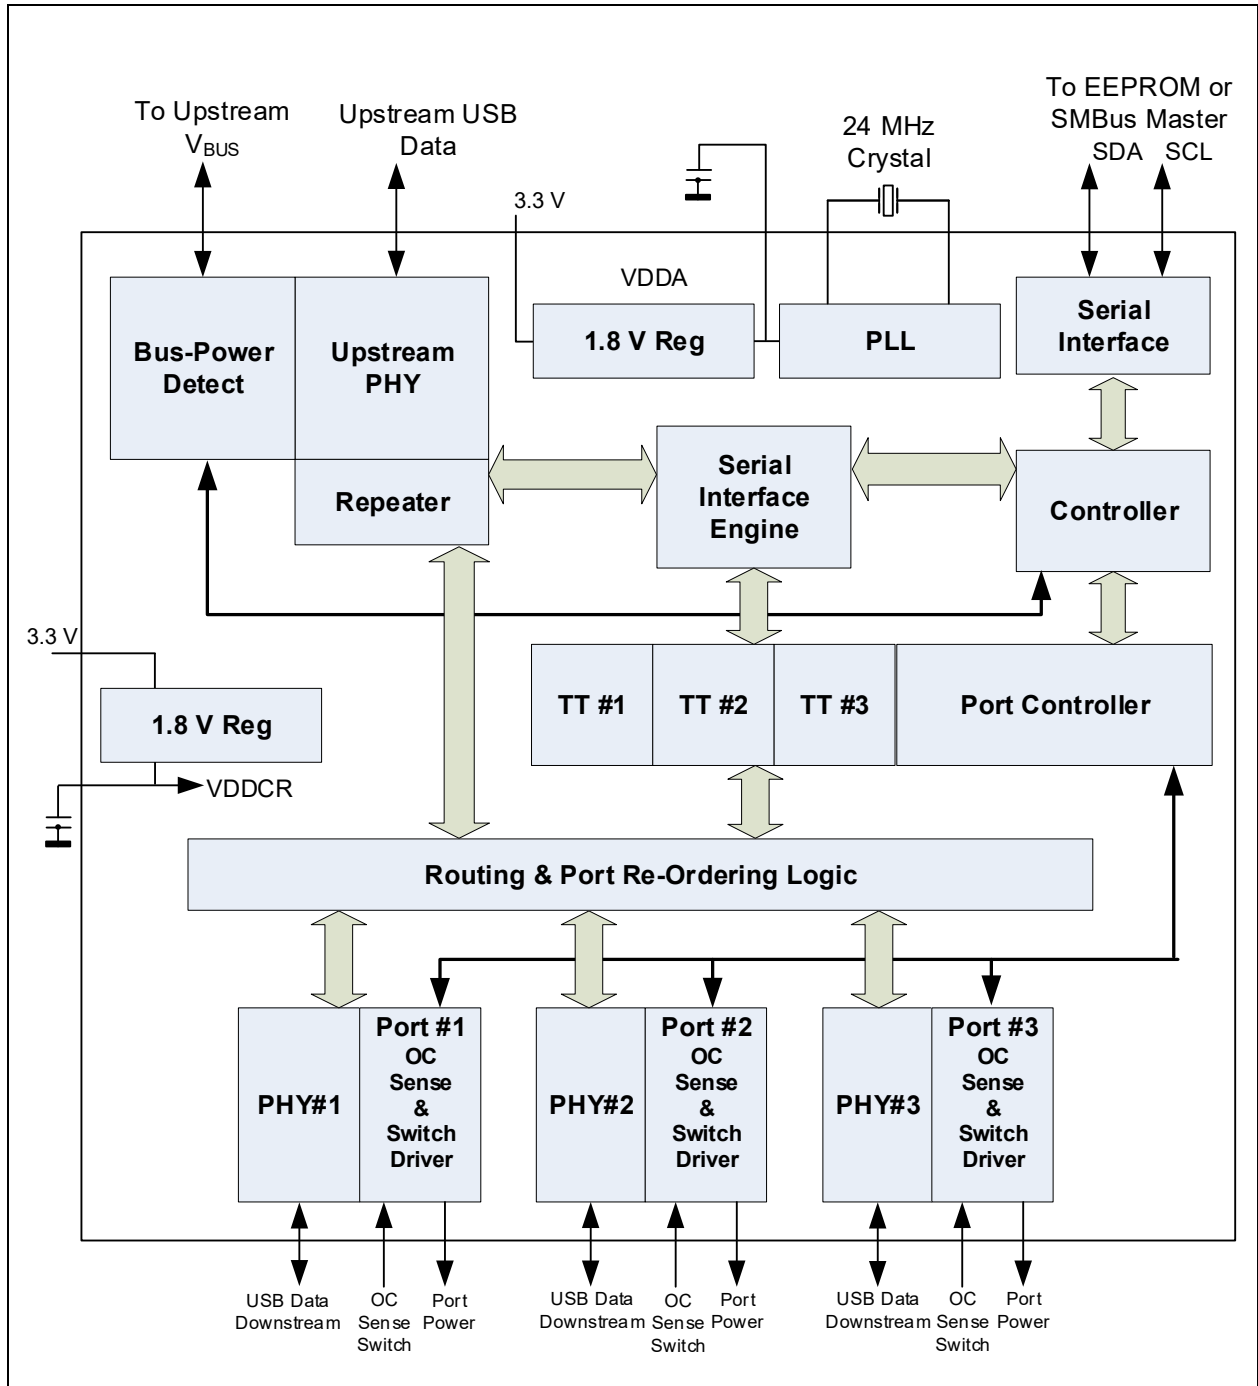 To Upstream
VBUS
Upstream USB
Data
3.3 V
24 MHz
Crystal
To EEPROM or
SMBus Master
SDA SCL
Bus-Power
Detect
Upstream
PHY
VDDA
1.8 V Reg
PLL
Serial
Interface
Repeater
Serial
Interface
Engine
Controller
3.3 V
1.8 V Reg
VDDCR
TT #1
TT #2
TT #3
Port Controller
Routing & Port Re-Ordering Logic
PHY#1
Port #1
OC
Sense
&
Switch
Driver
PHY#2
Port #2
OC
Sense
&
Switch
Driver
PHY#3
Port #3
OC
Sense
&
Switch
Driver
USB Data
Downstream
OC
Sense
Switch
Port
Power
USB Data
Downstream
OC
Sense
Switch
Port
Power
USB Data
Downstream
OC
Sense
Switch
Port
Power